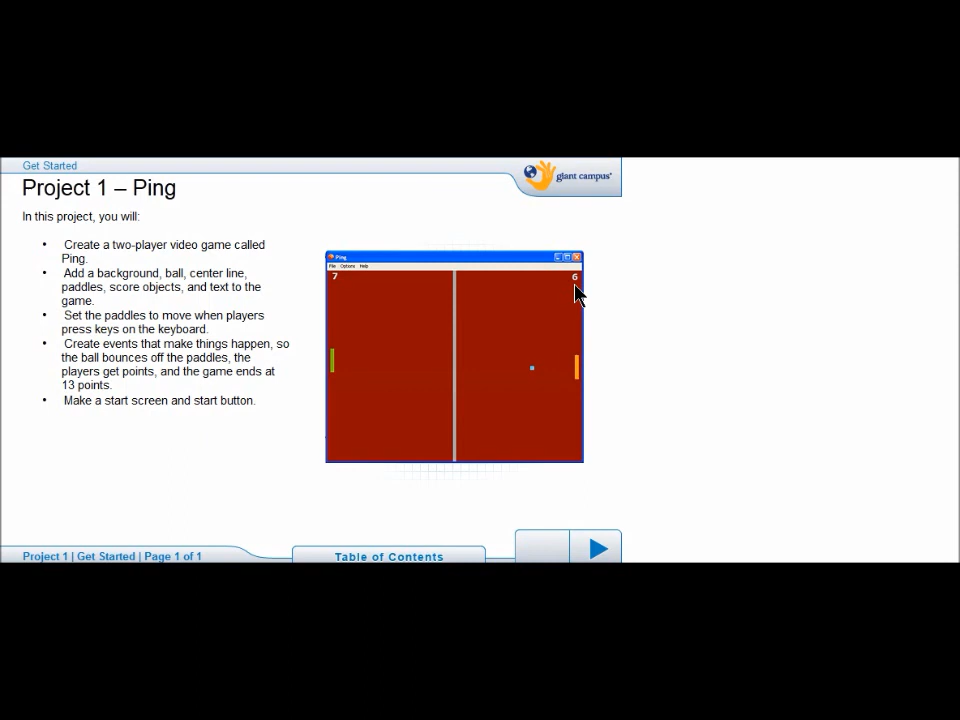 Get Started
giant campus
Project 1 – Ping
In this project, you will:
• Create a two-player video game called
Ping.
• Add a background, ball, center line,
paddles, score objects, and text to the
game.
• Set the paddles to move when players
press keys on the keyboard.
• Create events that make things happen, so
the ball bounces off the paddles, the
players get points, and the game ends at
13 points.
• Make a start screen and start button.
Ping
File Options Help
7 6
Project 1 | Get Started | Page 1 of 1
Table of Contents